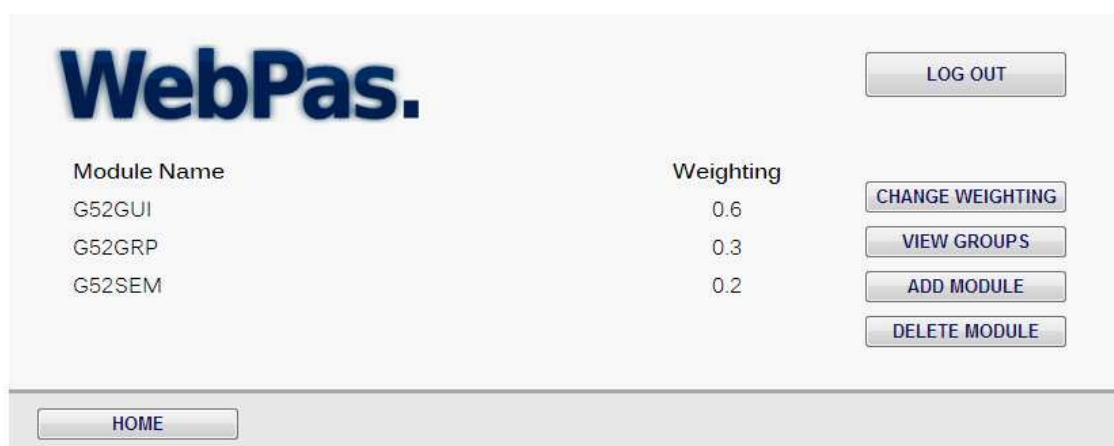 WebPas.
LOG OUT
Module Name Weighting
G52GUI 0.6
G52GRP 0.3
G52SEM 0.2
CHANGE WEIGHTING
VIEW GROUPS
ADD MODULE
DELETE MODULE
HOME